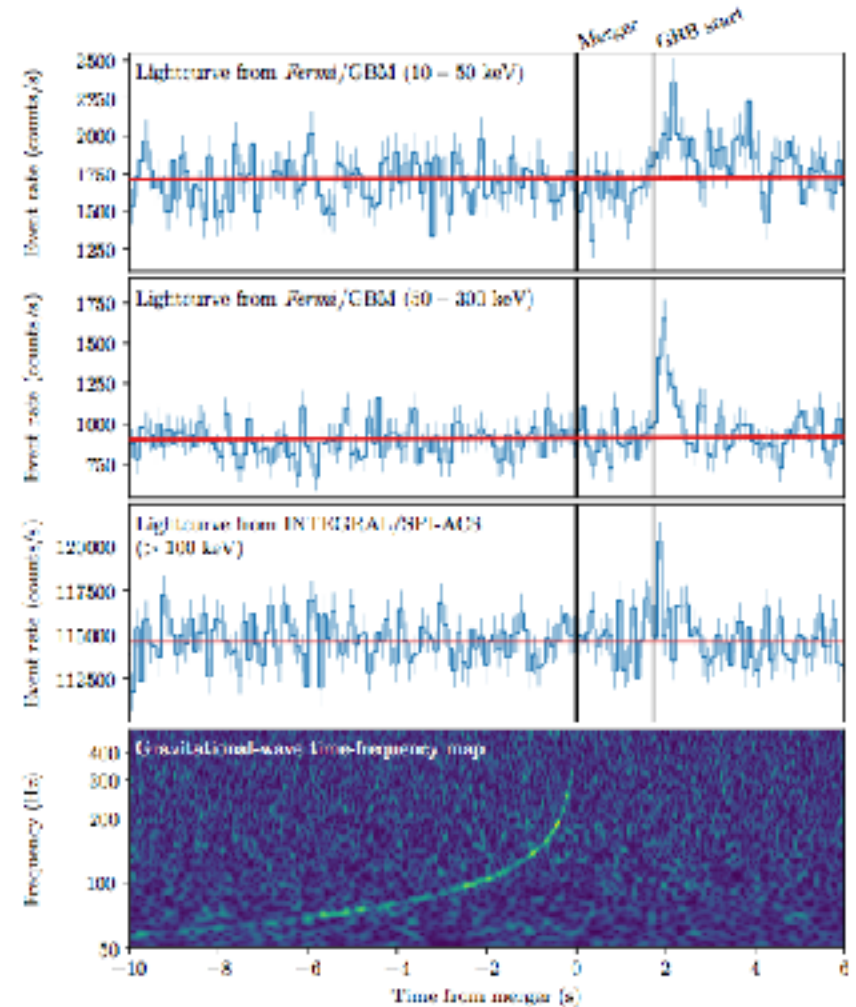 Merger
GRB start
Lightcurve from Fermi/GBM (10 – 50 keV)
Event rate (counts/s)
2500
2250
2000
1750
1500
1250
Lightcurve from Fermi/GBM (50 – 300 keV)
Event rate (counts/s)
1750
1500
1250
1000
750
Lightcurve from INTEGRAL/SPI-ACS
(> 100 keV)
Event rate (counts/s)
120000
117500
115000
112500
Gravitational-wave time-frequency map
Frequency (Hz)
400
300
200
100
50
−10 −8 −6 −4 −2 0 2 4 6
Time from merger (s)